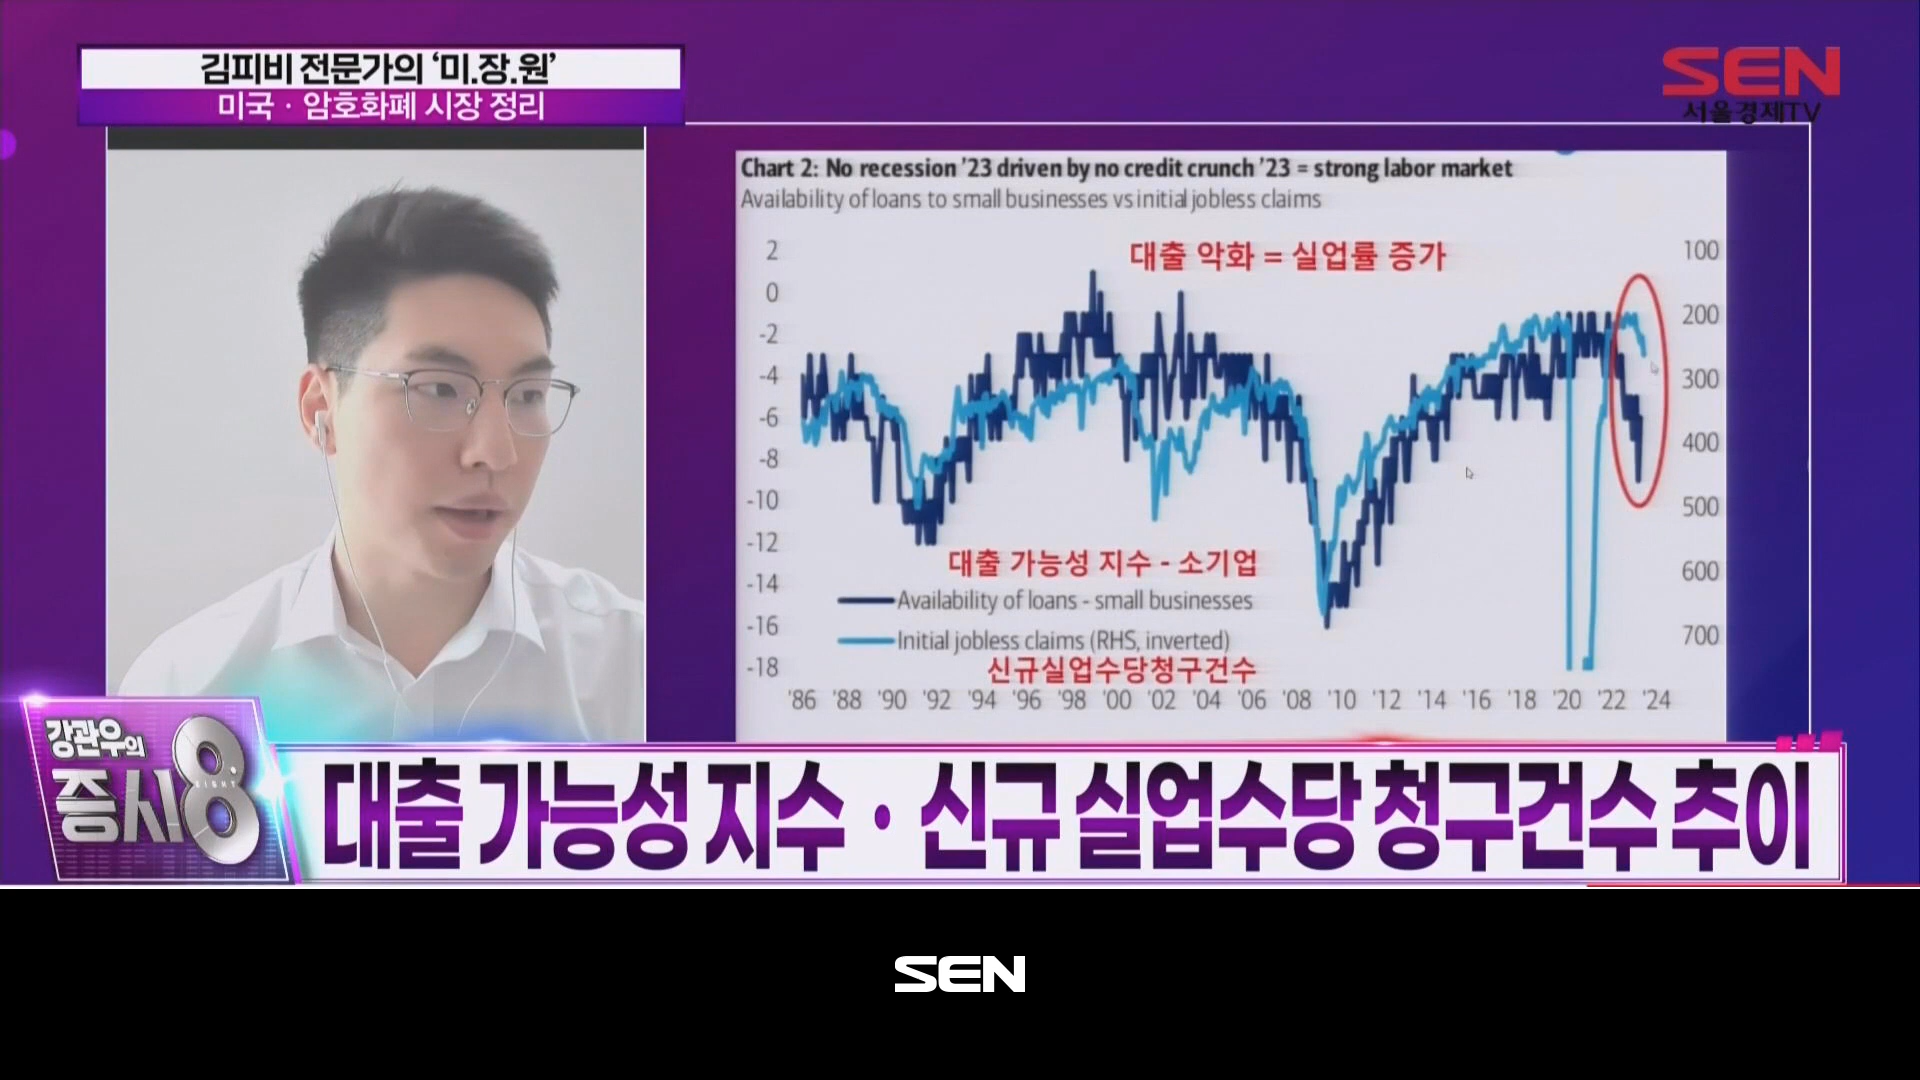 김피비 전문가의 ‘미.장.원’
미국·암호화폐 시장 정리
SEN
서울경제TV
Chart 2: No recession ’23 driven by no credit crunch ’23 = strong labor market
Availability of loans to small businesses vs initial jobless claims
대출 악화 = 실업률 증가
2
0
-2
-4
-6
-8
-10
-12
-14
-16
-18
100
200
300
400
500
600
700
대출 가능성 지수 - 소기업
Availability of loans - small businesses
Initial jobless claims (RHS, inverted)
신규실업수당청구건수
'86 '88 '90 '92 '94 '96 '98 '00 '02 '04 '06 '08 '10 '12 '14 '16 '18 '20 '22 '24
강관우의
증시8
EIGHT
대출 가능성 지수·신규 실업수당 청구건수 추이
SEN